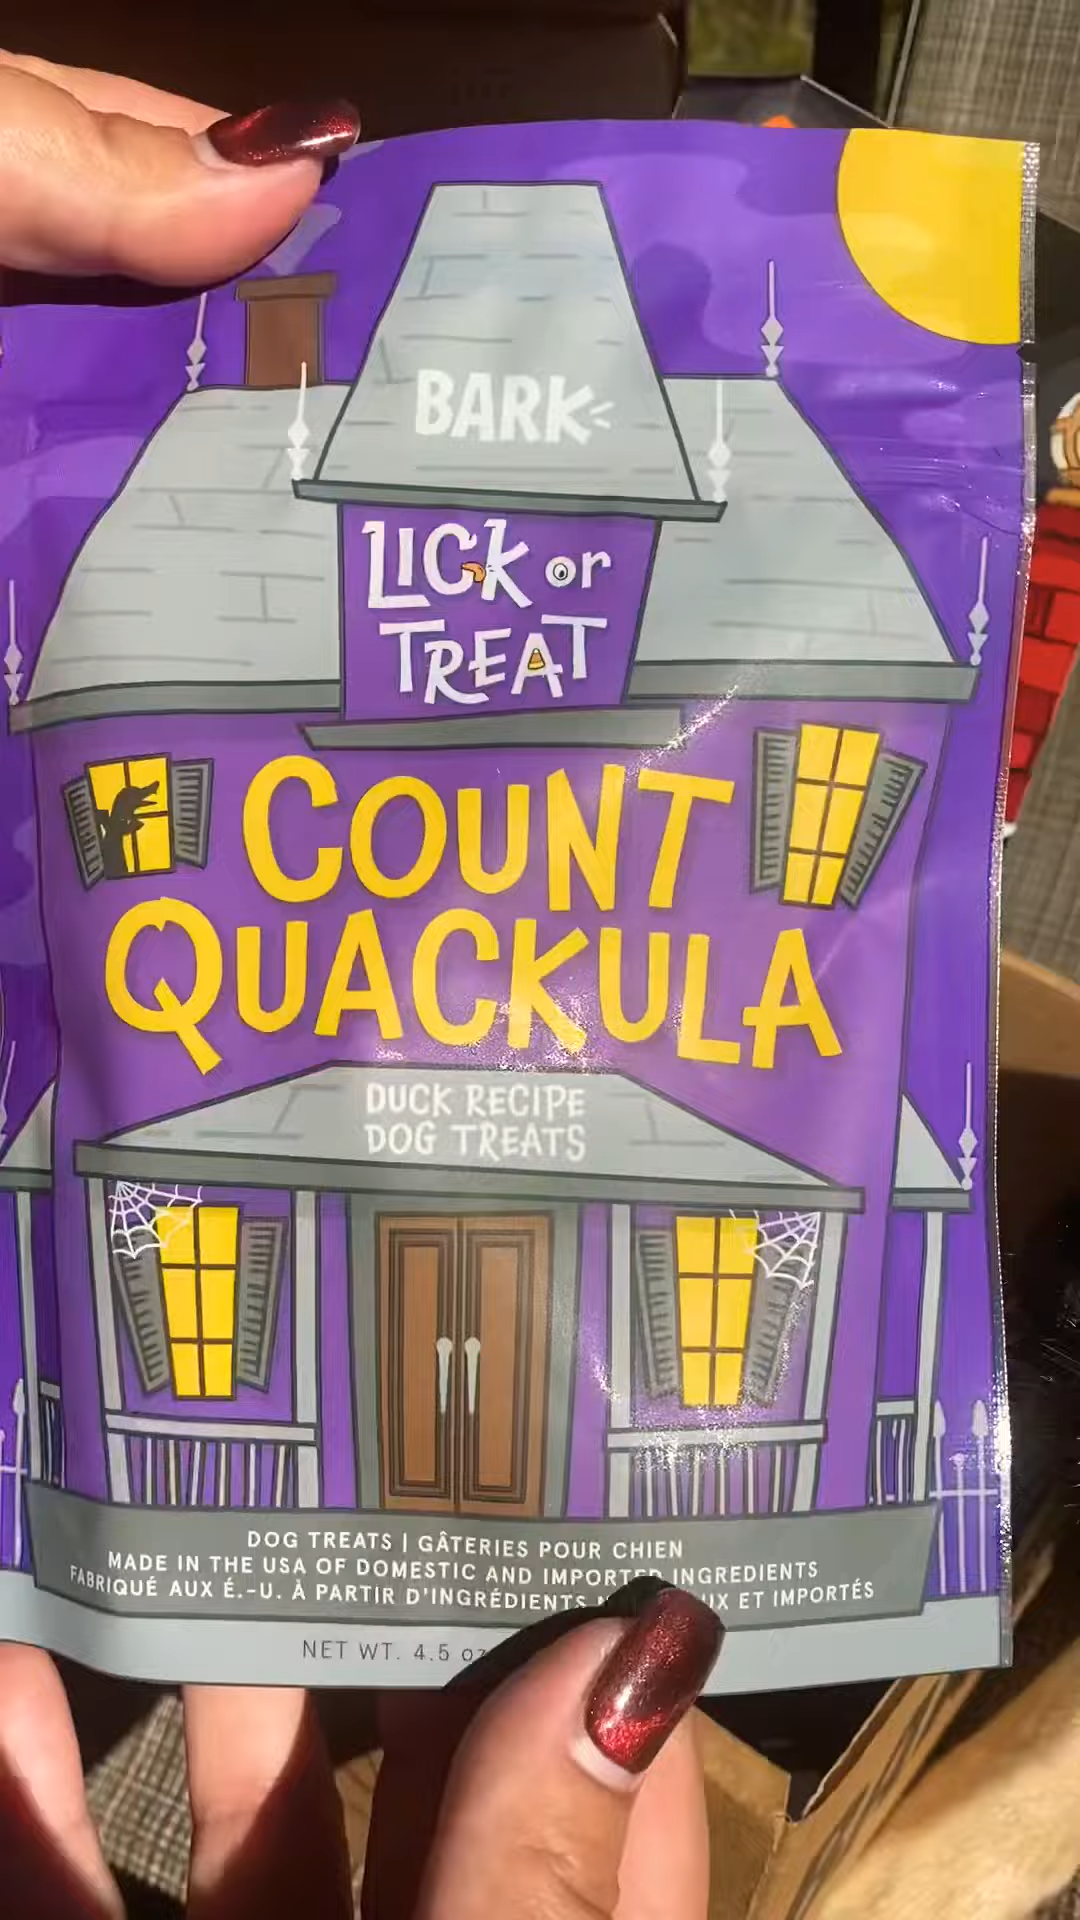 BARK
LICK or
TREAT
COUNT
QUACKULA
DUCK RECIPE
DOG TREATS
DOG TREATS | GÂTERIES POUR CHIEN
MADE IN THE USA OF DOMESTIC AND IMPORTED INGREDIENTS
FABRIQUÉ AUX É.-U. À PARTIR D'INGRÉDIENTS ET IMPORTÉS
NET WT. 4.5 oz